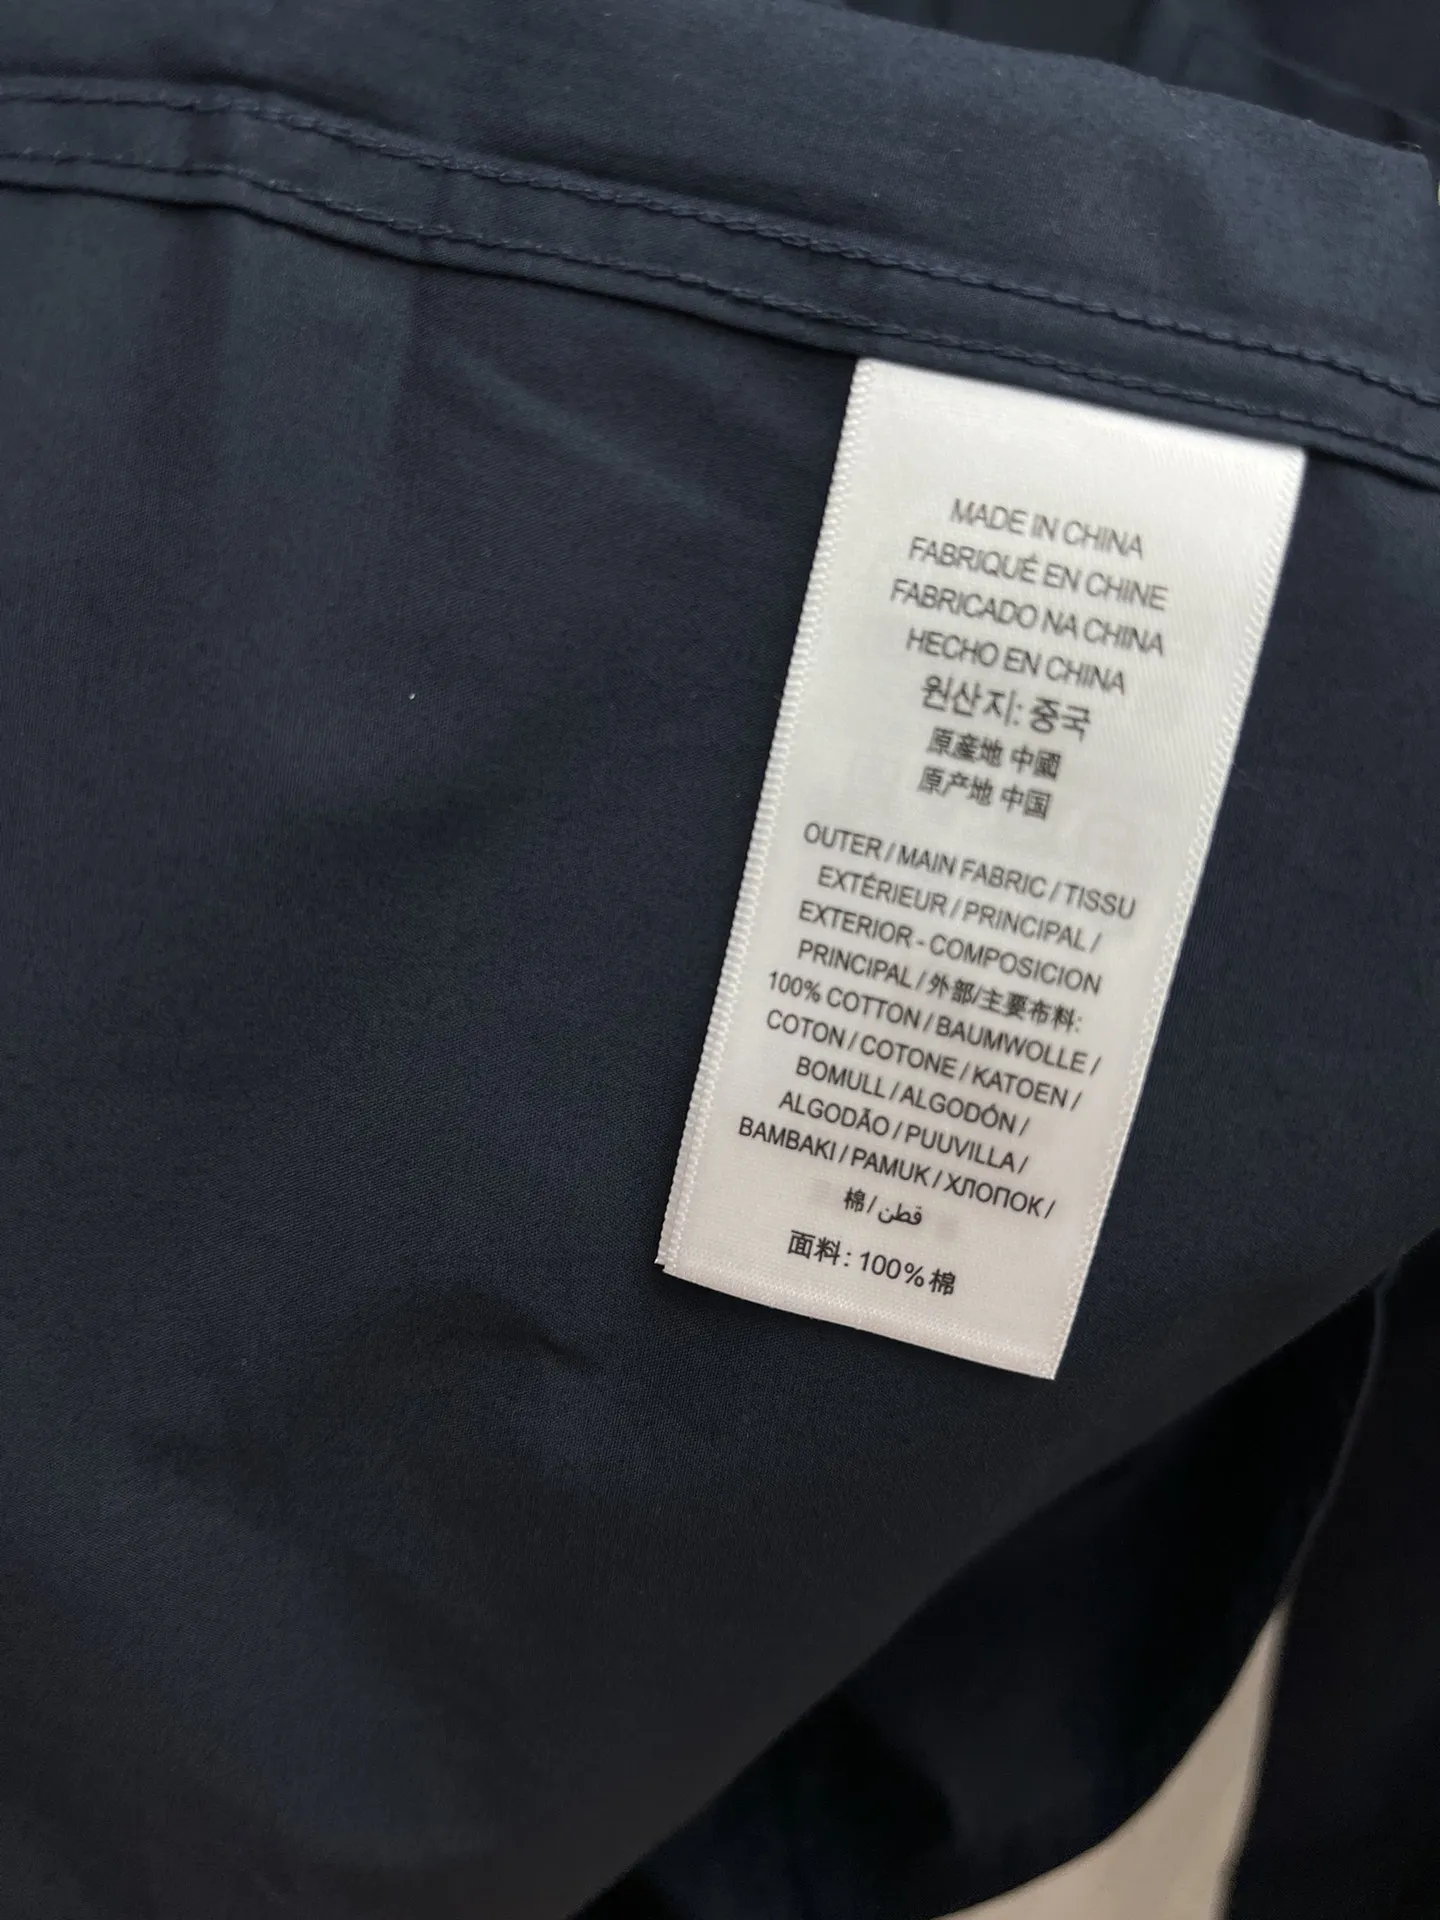 MADE IN CHINA
FABRIQUÉ EN CHINE
FABRICADO NA CHINA
HECHO EN CHINA
원산지: 중국
原產地 中國
原产地 中国
OUTER / MAIN FABRIC / TISSU
EXTÉRIEUR / PRINCIPAL /
EXTERIOR - COMPOSICION
PRINCIPAL / 外部/主要布料:
100% COTTON / BAUMWOLLE /
COTON / COTONE / KATOEN /
BOMULL / ALGODÓN /
ALGODÃO / PUUVILLA /
BAMBAKI / PAMUK / ХЛОПОК /
棉 / قطن
面料: 100% 棉